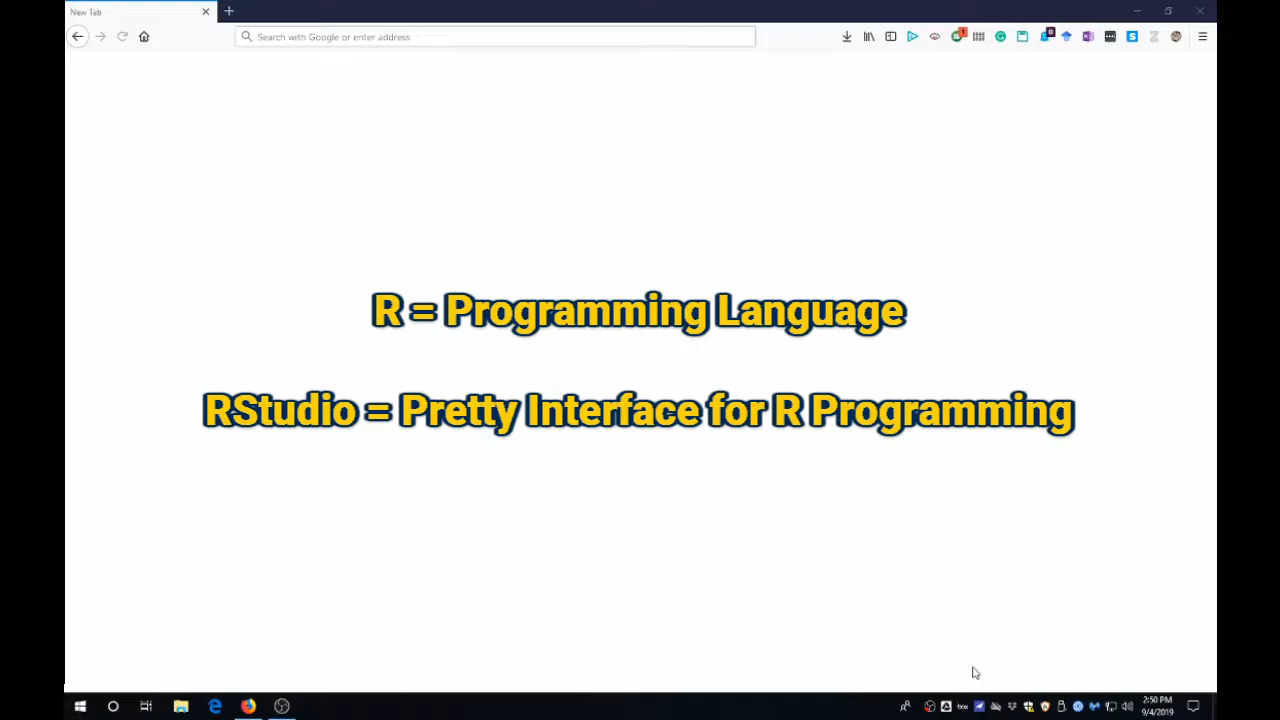 New Tab
Search with Google or enter address
R = Programming Language
RStudio = Pretty Interface for R Programming
2:50 PM
9/4/2019